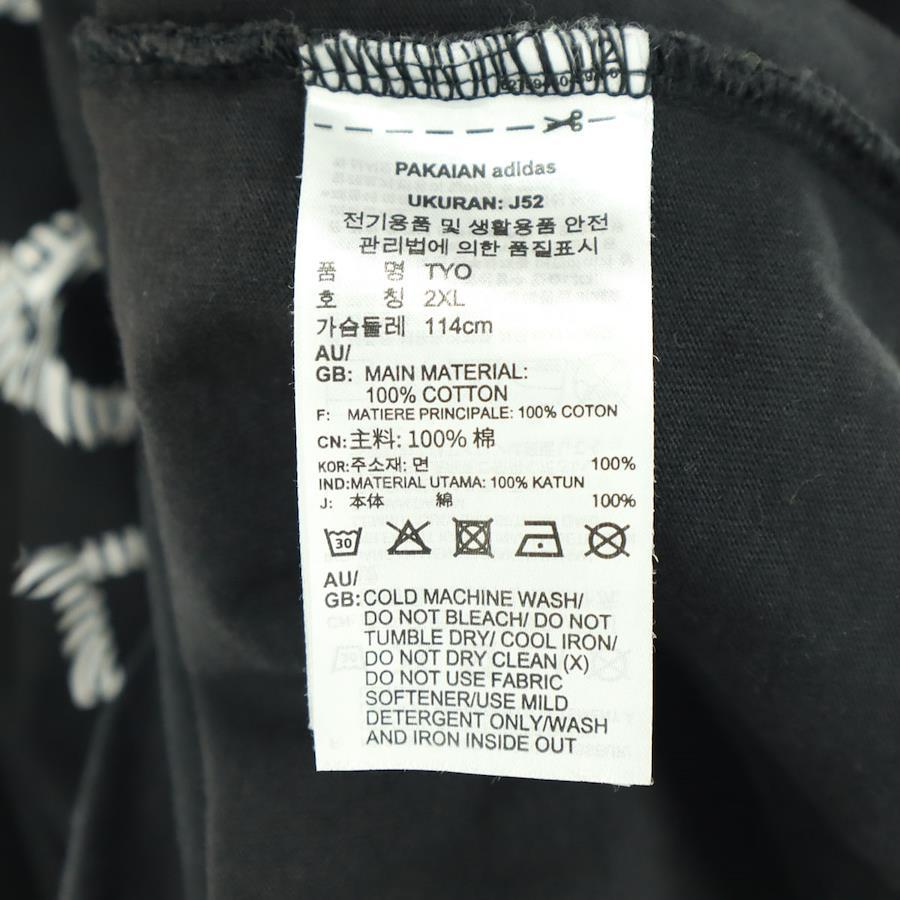 PAKAIAN adidas
UKURAN: J52
전기용품 및 생활용품 안전
관리법에 의한 품질표시
품 명 TYO
호 칭 2XL
가슴둘레 114cm
AU/
GB: MAIN MATERIAL:
100% COTTON
F: MATIERE PRINCIPALE: 100% COTON
CN: 主料: 100% 棉
KOR: 주소재: 면 100%
IND: MATERIAL UTAMA: 100% KATUN
J: 本体 綿 100%
30
AU/
GB: COLD MACHINE WASH/
DO NOT BLEACH/ DO NOT
TUMBLE DRY/ COOL IRON/
DO NOT DRY CLEAN (X)
DO NOT USE FABRIC
SOFTENER/USE MILD
DETERGENT ONLY/WASH
AND IRON INSIDE OUT